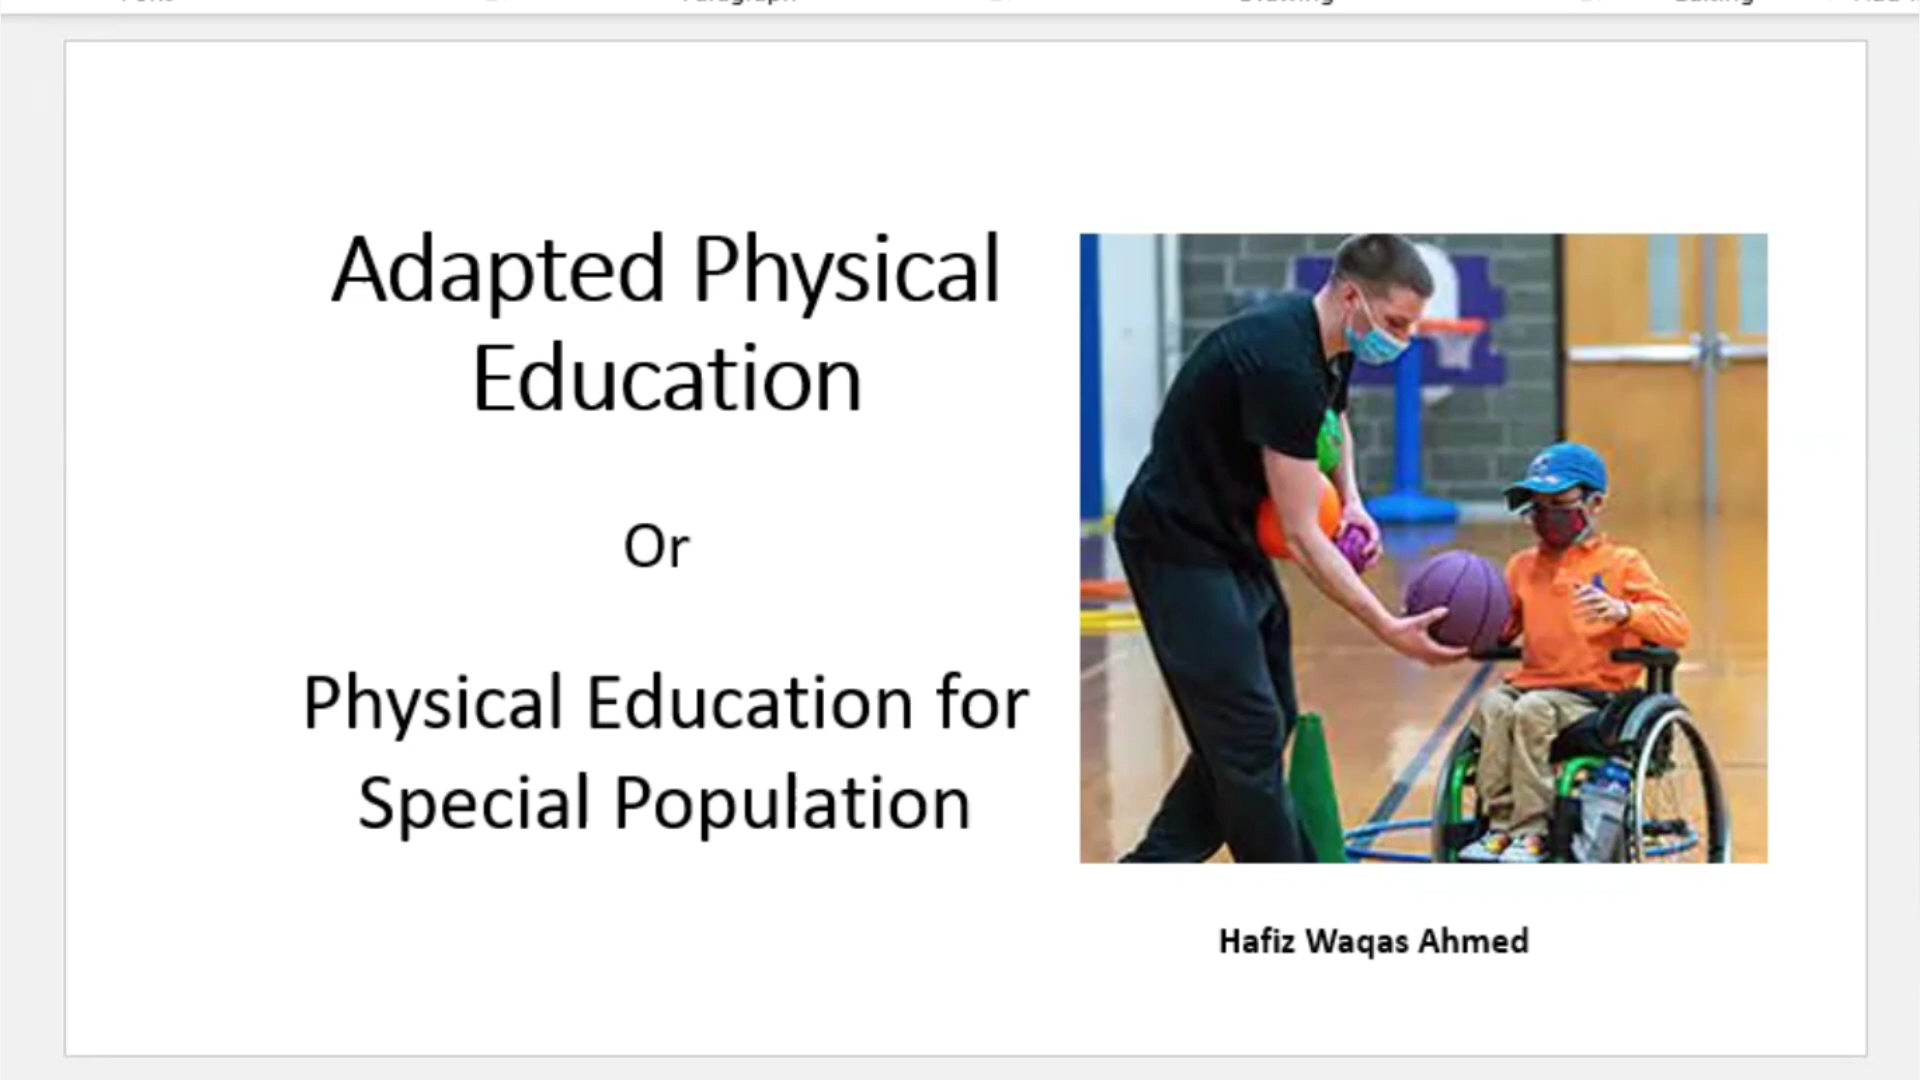 Adapted Physical
Education
Or
Physical Education for
Special Population
Hafiz Waqas Ahmed